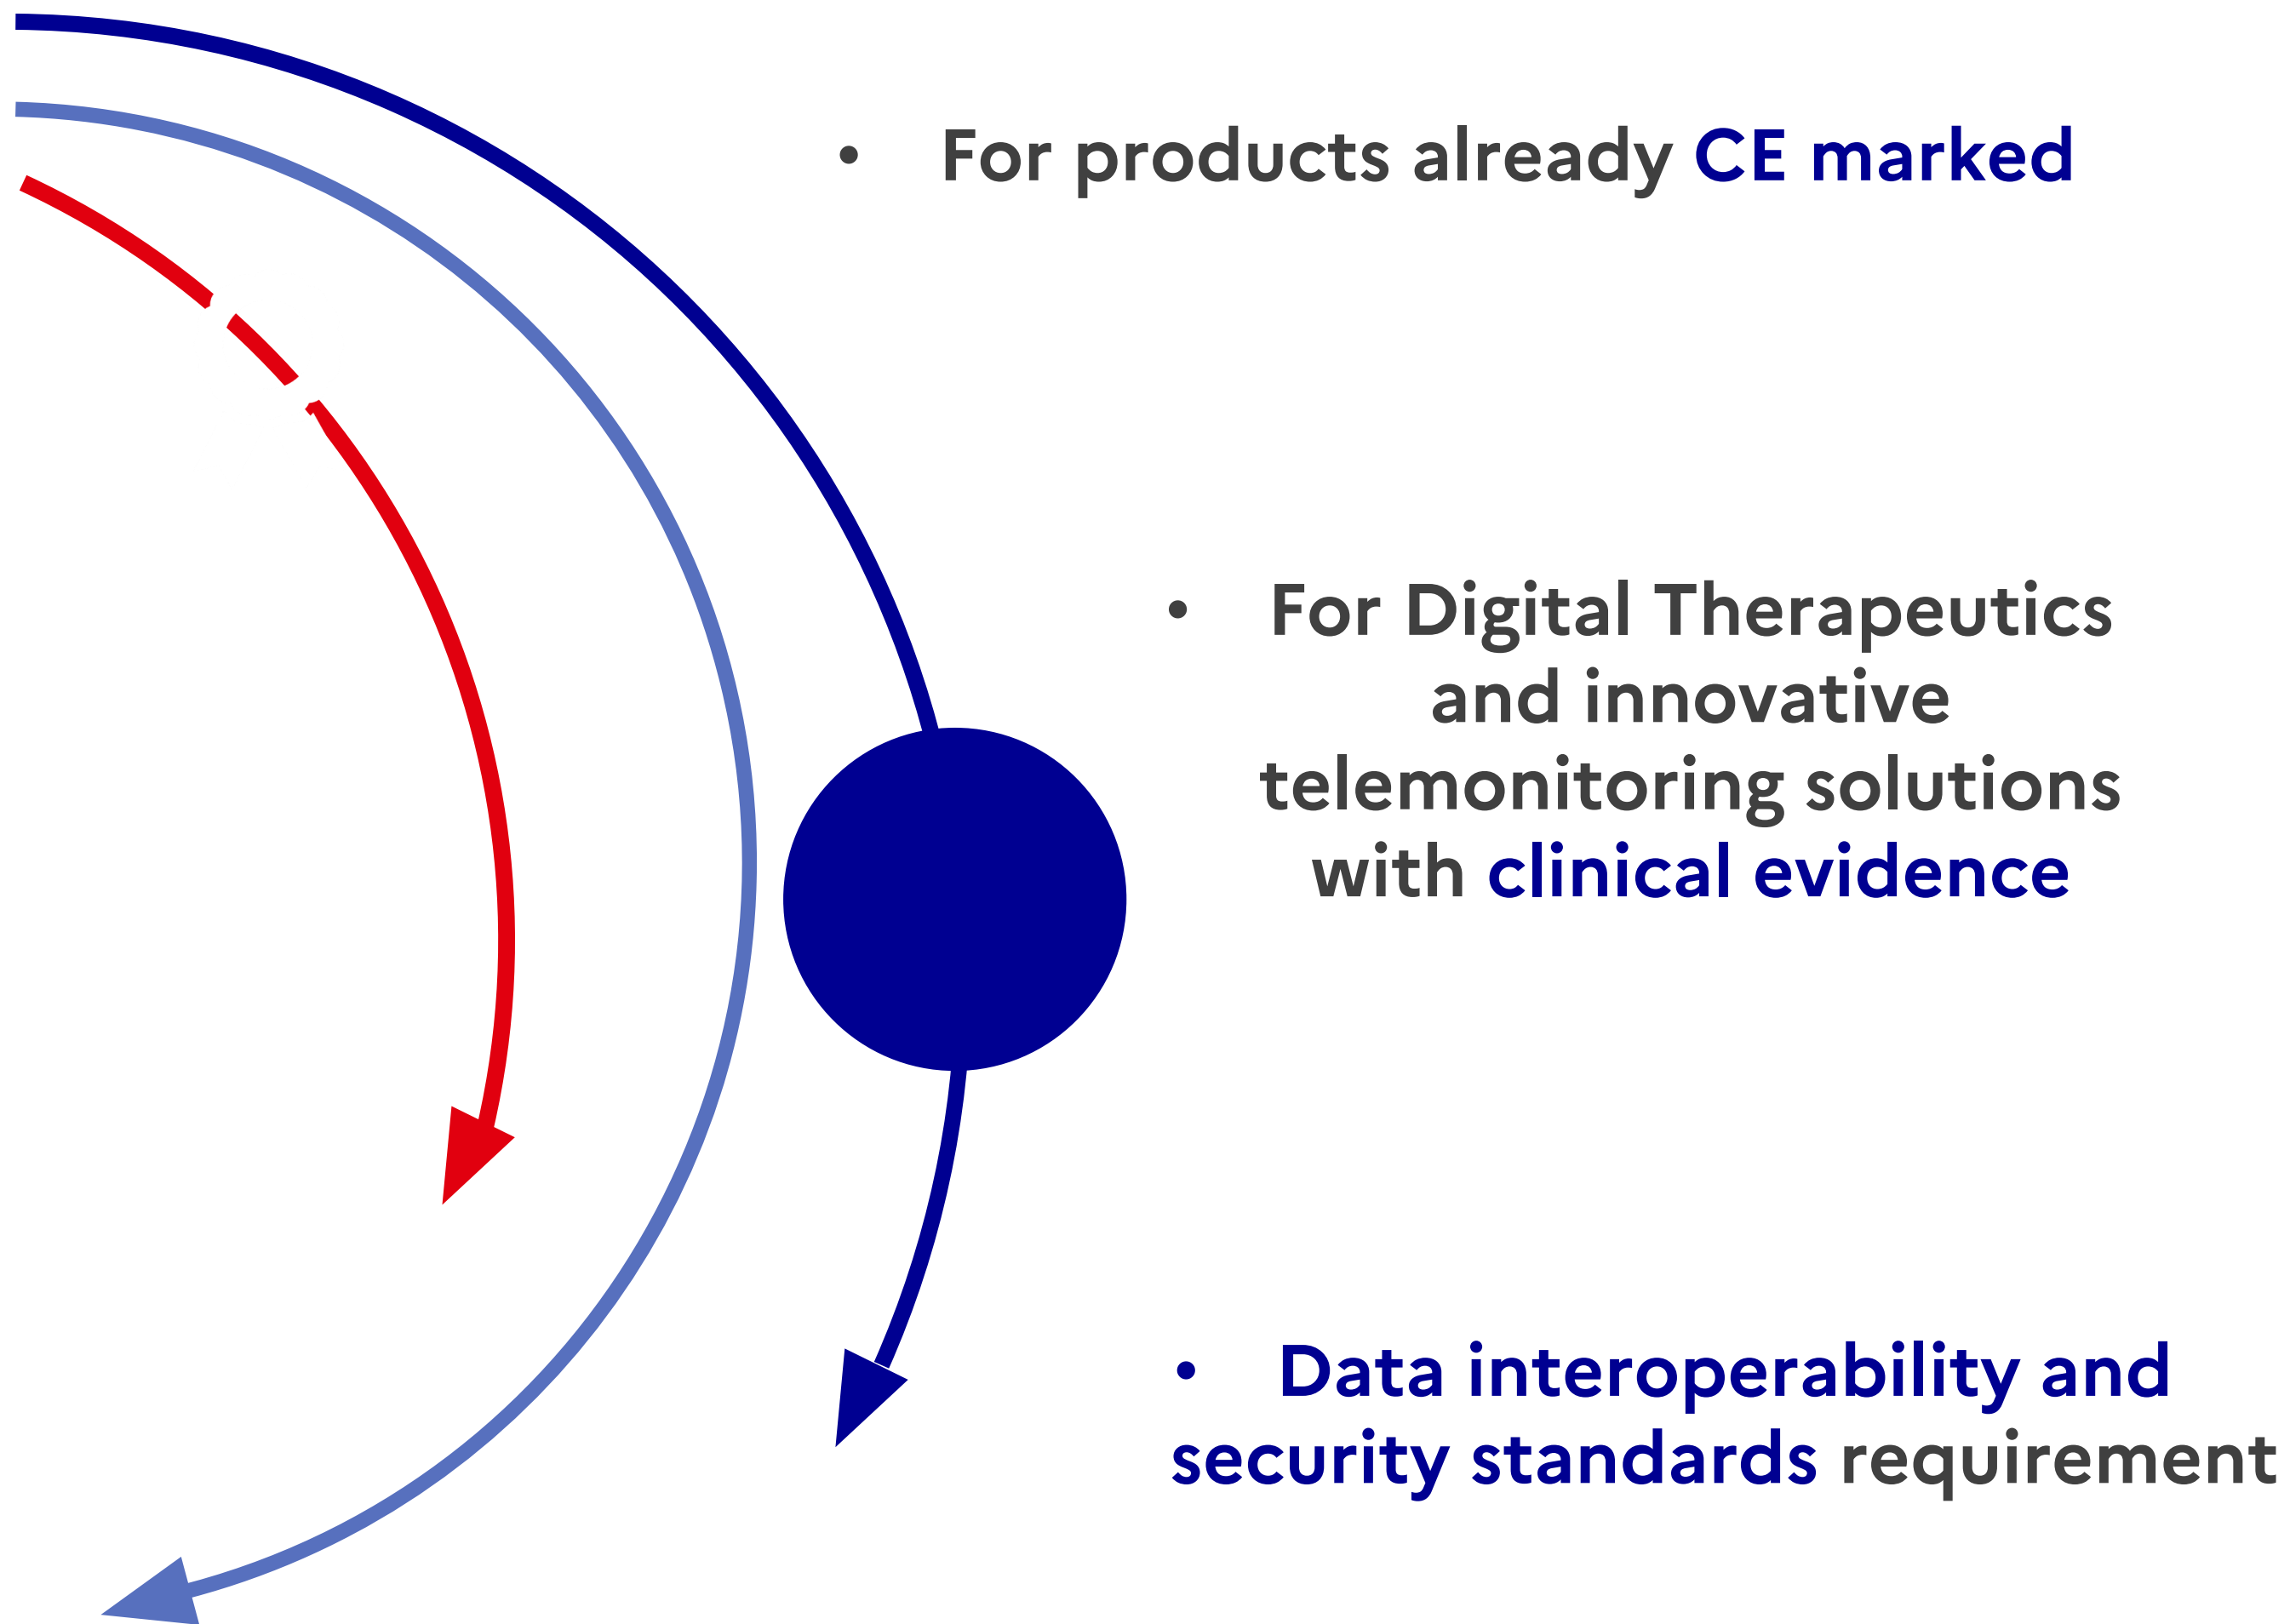 • For products already CE marked
• For Digital Therapeutics
and innovative
telemonitoring solutions
with clinical evidence
• Data interoperability and
security standards requirement